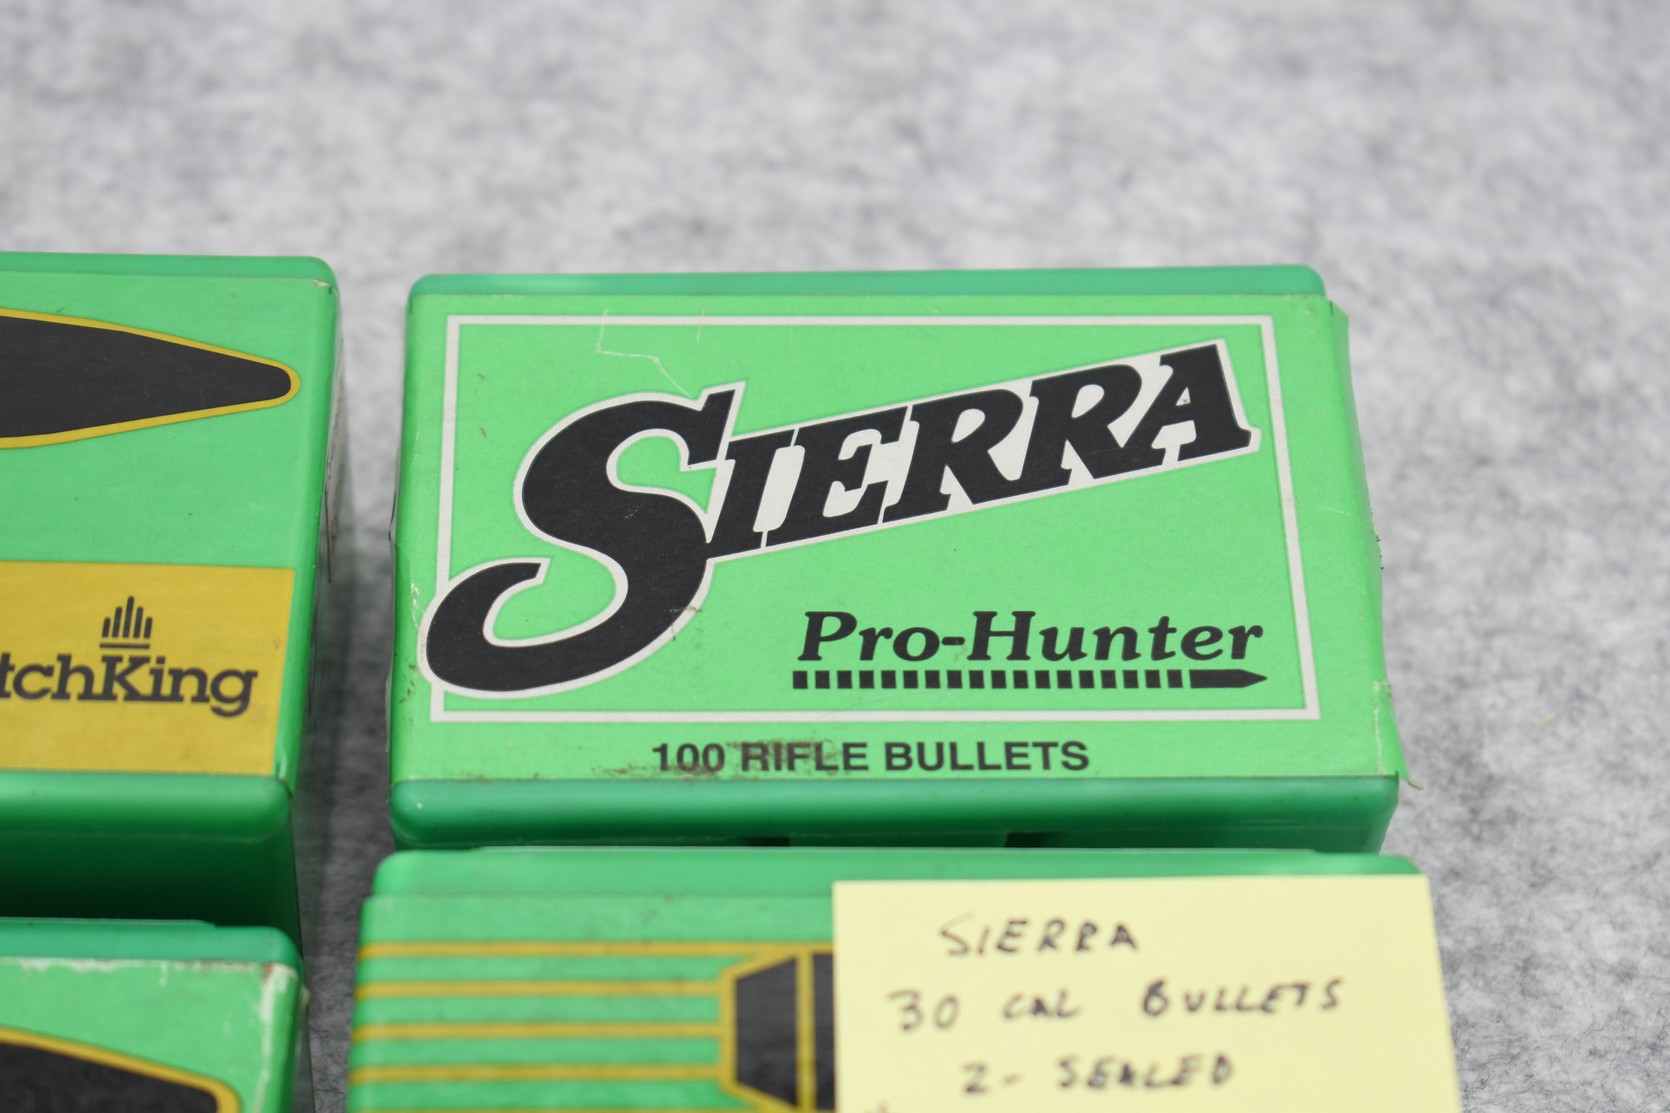 SIERRA
Pro-Hunter
100 RIFLE BULLETS
tchKing
SIERRA
30 CAL BULLETS
2- SEALED